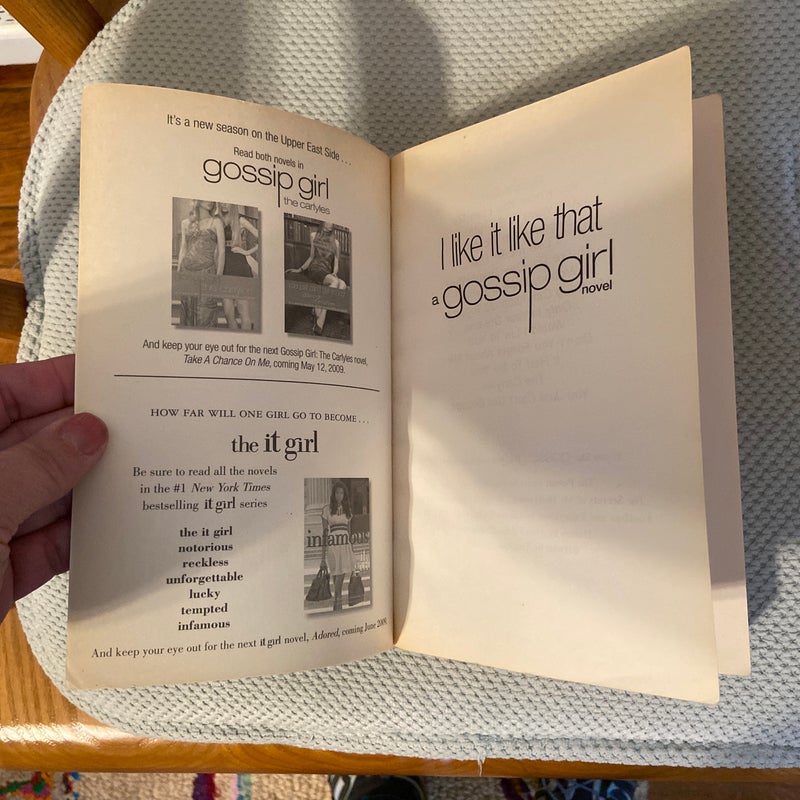 It's a new season on the Upper East Side . . .
Read both novels in
gossip girl
the carlyles
And keep your eye out for the next Gossip Girl: The Carlyles novel,
Take A Chance On Me, coming May 12, 2009.
HOW FAR WILL ONE GIRL GO TO BECOME . . .
the it girl
Be sure to read all the novels
in the #1 New York Times
bestselling it girl series
the it girl
notorious
reckless
unforgettable
lucky
tempted
infamous
infamous
And keep your eye out for the next it girl novel, Adored, coming June 2009.
I like it like that
a gossip girl
novel